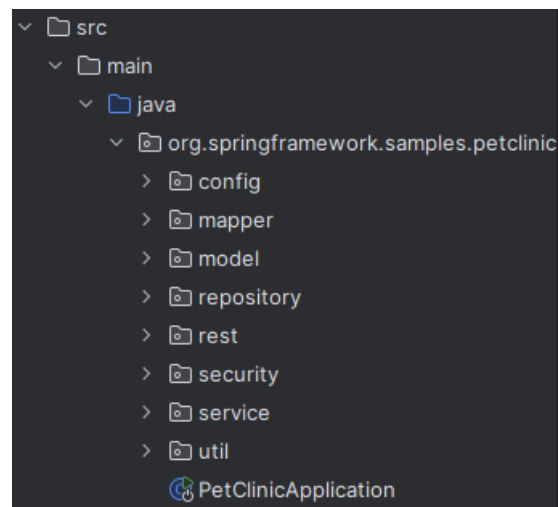 src
main
java
org.springframework.samples.petclinic
config
mapper
model
repository
rest
security
service
util
PetClinicApplication